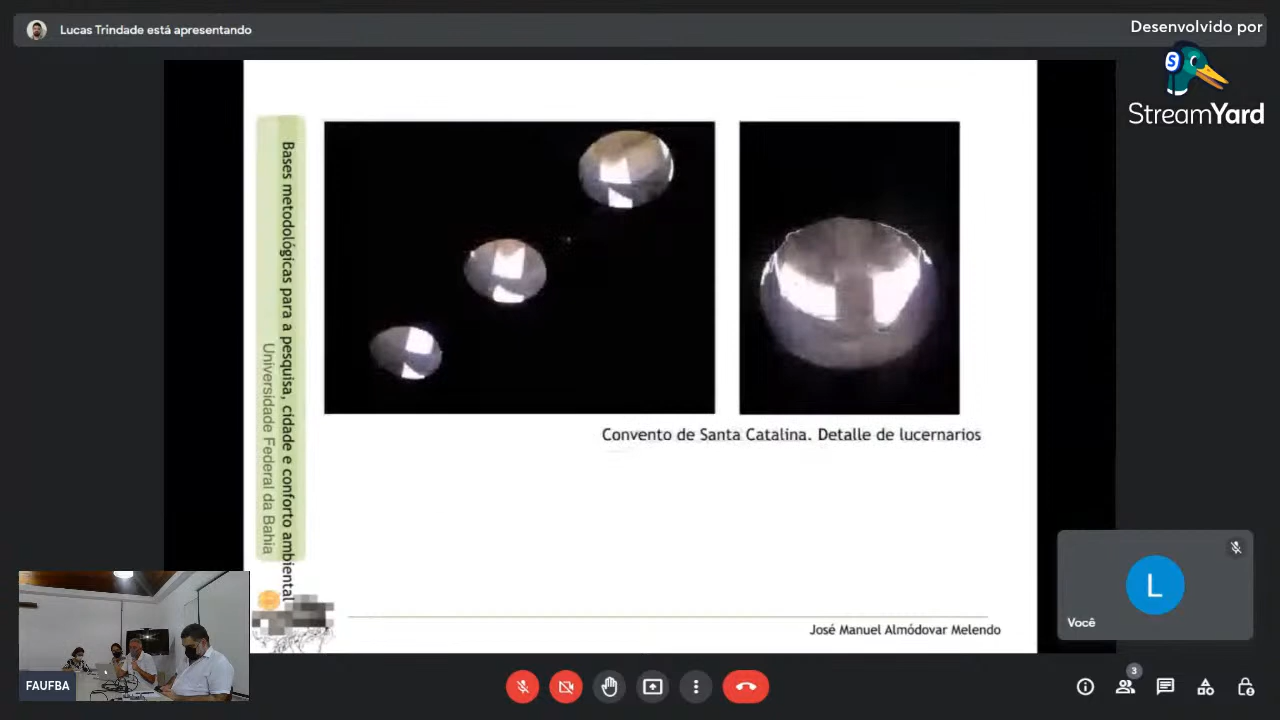 Lucas Trindade está apresentando
Desenvolvido por
StreamYard
Bases metodológicas para a pesquisa, cidade e conforto ambiental
Universidade Federal da Bahia
Convento de Santa Catalina. Detalle de lucernarios
José Manuel Almódovar Melendo
L
Você
FAUFBA
3